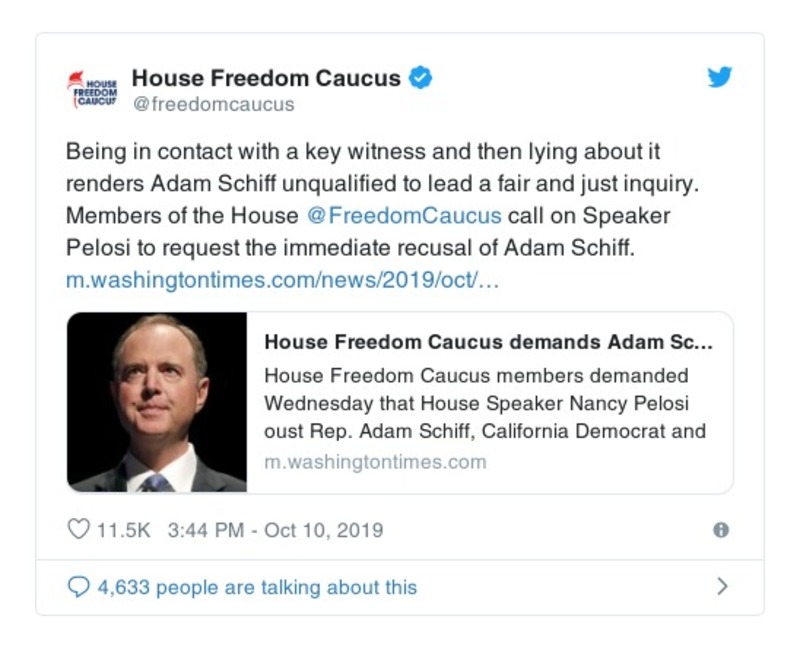 HOUSE
FREEDOM
CAUCUS
House Freedom Caucus
@freedomcaucus
Being in contact with a key witness and then lying about it
renders Adam Schiff unqualified to lead a fair and just inquiry.
Members of the House @FreedomCaucus call on Speaker
Pelosi to request the immediate recusal of Adam Schiff.
m.washingtontimes.com/news/2019/oct/…
House Freedom Caucus demands Adam Sc...
House Freedom Caucus members demanded
Wednesday that House Speaker Nancy Pelosi
oust Rep. Adam Schiff, California Democrat and
m.washingtontimes.com
11.5K 3:44 PM - Oct 10, 2019
4,633 people are talking about this